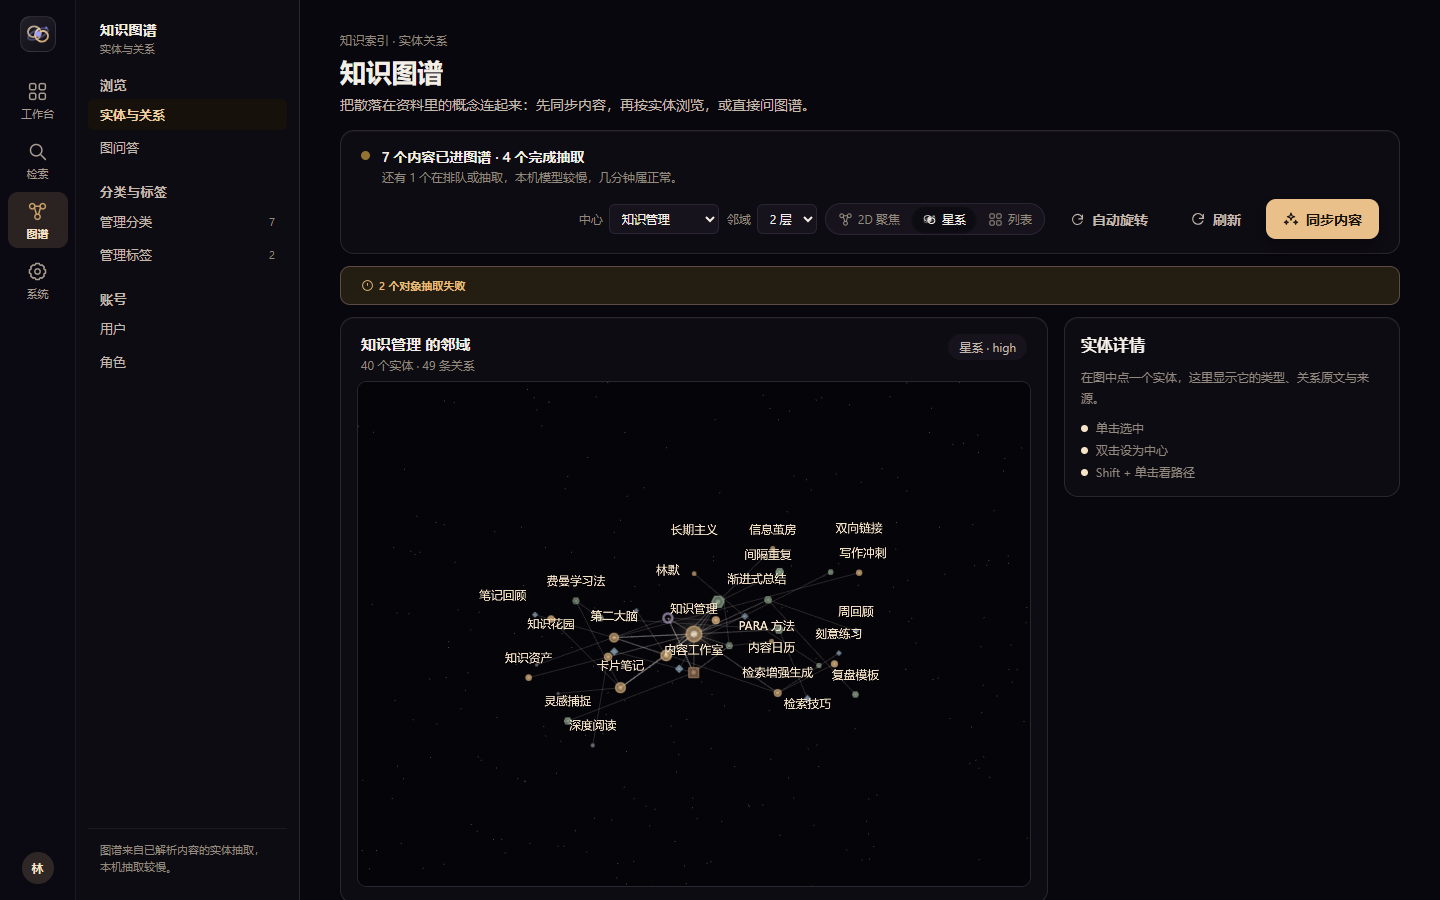 工作台
检索
图谱
系统
林
知识图谱
实体与关系
浏览
实体与关系
图问答
分类与标签
管理分类 7
管理标签 2
账号
用户
角色
图谱来自已解析内容的实体抽取，
本机抽取较慢。
知识索引 · 实体关系
知识图谱
把散落在资料里的概念连起来：先同步内容，再按实体浏览，或直接问图谱。
7 个内容已进图谱 · 4 个完成抽取
还有 1 个在排队或抽取，本机模型较慢，几分钟属正常。
中心 知识管理 邻域 2 层 2D 聚焦 星系 列表 自动旋转 刷新 同步内容
2 个对象抽取失败
知识管理 的邻域
40 个实体 · 49 条关系
星系 · high
长期主义 信息茧房 双向链接
间隔重复 写作冲刺
林默 渐进式总结
费曼学习法
笔记回顾
第二大脑 知识管理 周回顾
知识花园 PARA 方法 刻意练习
内容工作室 内容日历
知识资产 卡片笔记 检索增强生成 复盘模板
灵感捕捉 检索技巧
深度阅读
实体详情
在图中点一个实体，这里显示它的类型、关系原文与来
源。
单击选中
双击设为中心
Shift + 单击看路径